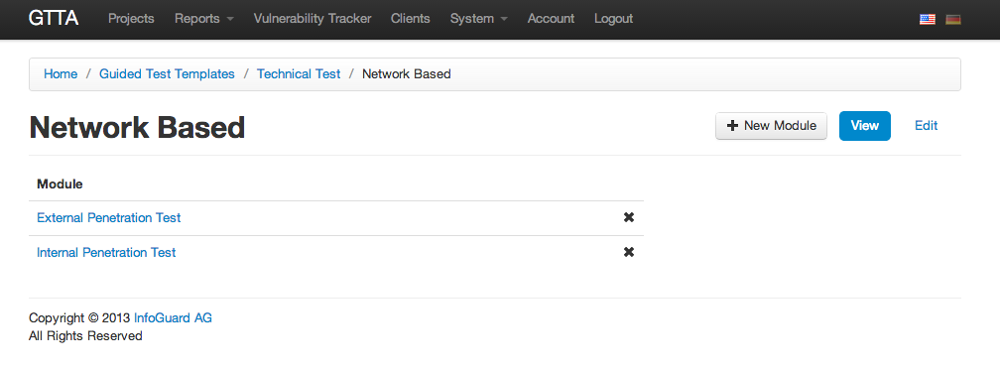 GTTA Projects Reports Vulnerability Tracker Clients System Account Logout
Home / Guided Test Templates / Technical Test / Network Based
Network Based
New Module View Edit
Module
External Penetration Test
Internal Penetration Test
Copyright © 2013 InfoGuard AG
All Rights Reserved